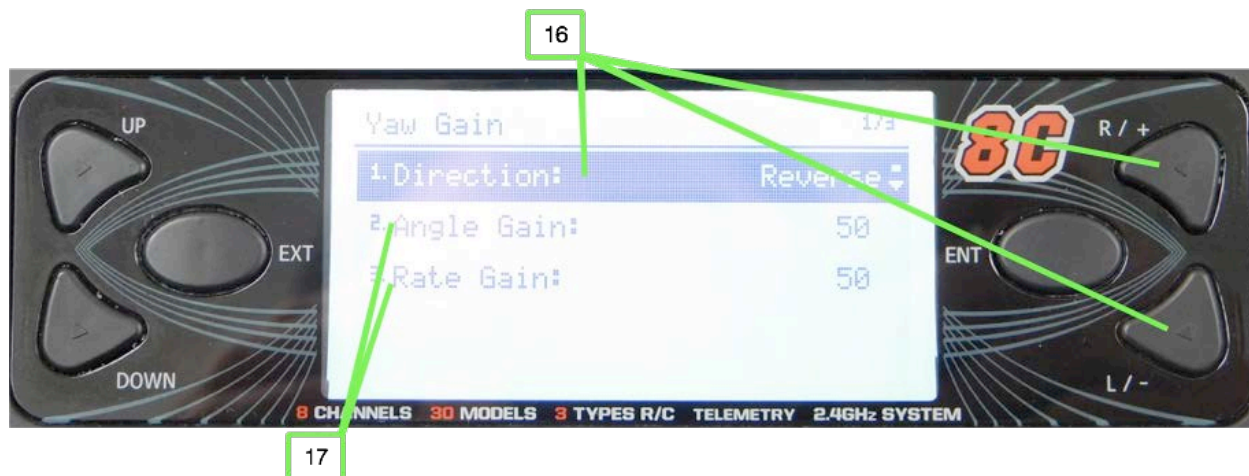 16
UP
Yaw Gain 1/3
8C
R / +
1.Direction: Reverse
2.Angle Gain: 50
EXT
ENT
3.Rate Gain: 50
DOWN
L / -
8 CHANNELS 30 MODELS 3 TYPES R/C TELEMETRY 2.4GHz SYSTEM
17